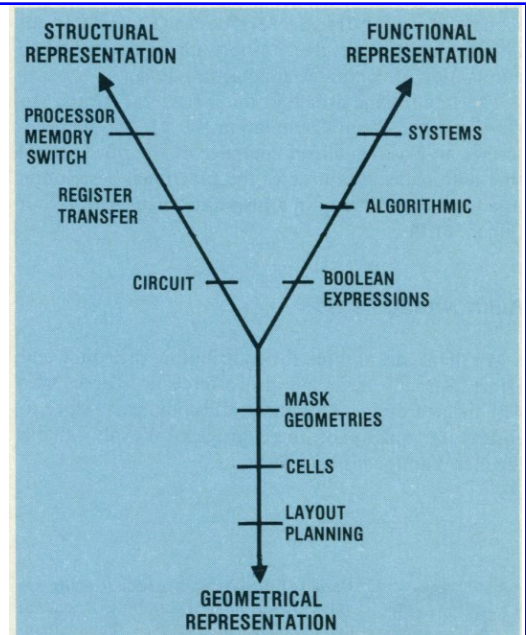 STRUCTURAL
REPRESENTATION
FUNCTIONAL
REPRESENTATION
PROCESSOR
MEMORY
SWITCH
SYSTEMS
REGISTER
TRANSFER
ALGORITHMIC
CIRCUIT
BOOLEAN
EXPRESSIONS
MASK
GEOMETRIES
CELLS
LAYOUT
PLANNING
GEOMETRICAL
REPRESENTATION